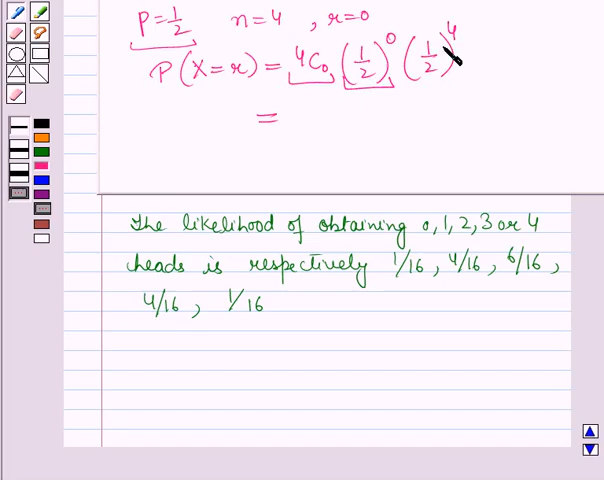 P = 1/2 n = 4 , r = 0
P (X = r) = ⁴C₀ (1/2)⁰ (1/2)⁴
=
The likelihood of obtaining 0, 1, 2, 3 or 4
heads is respectively 1/16 , 4/16 , 6/16 ,
4/16 , 1/16